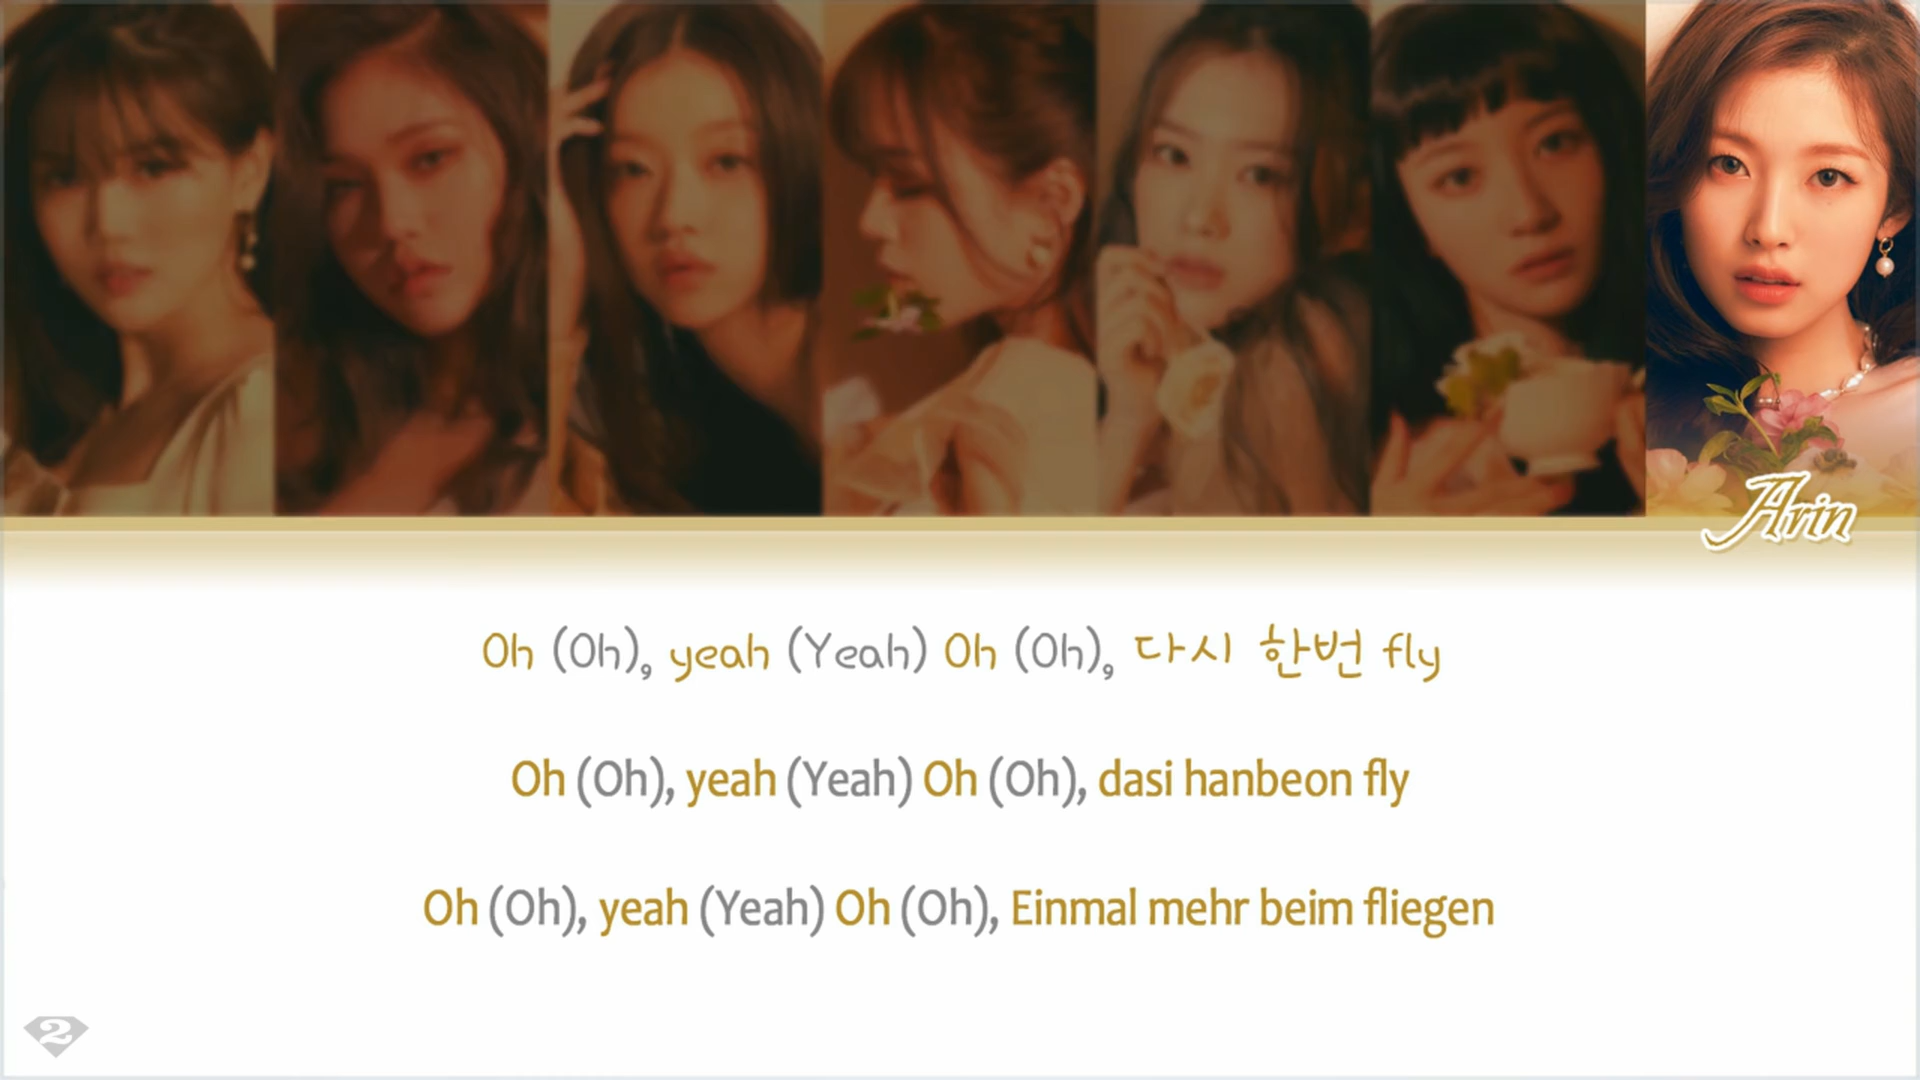 Arin
Oh (Oh), yeah (Yeah) Oh (Oh), 다시 한번 fly
Oh (Oh), yeah (Yeah) Oh (Oh), dasi hanbeon fly
Oh (Oh), yeah (Yeah) Oh (Oh), Einmal mehr beim fliegen
2